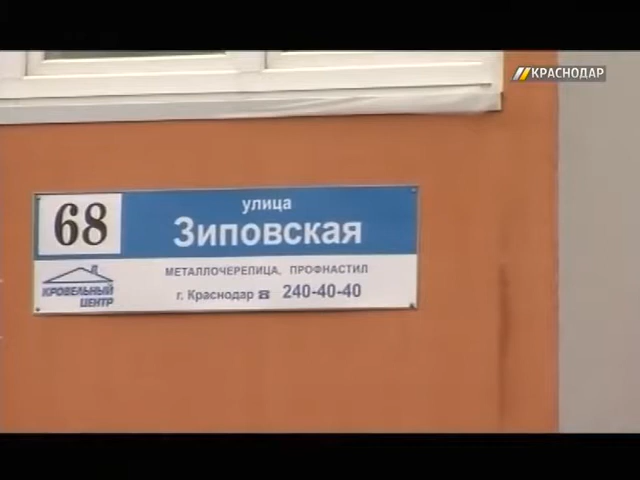 КРАСНОДАР
68
улица
Зиповская
МЕТАЛЛОЧЕРЕПИЦА, ПРОФНАСТИЛ
г. Краснодар ☎ 240-40-40
КРОВЕЛЬНЫЙ
ЦЕНТР